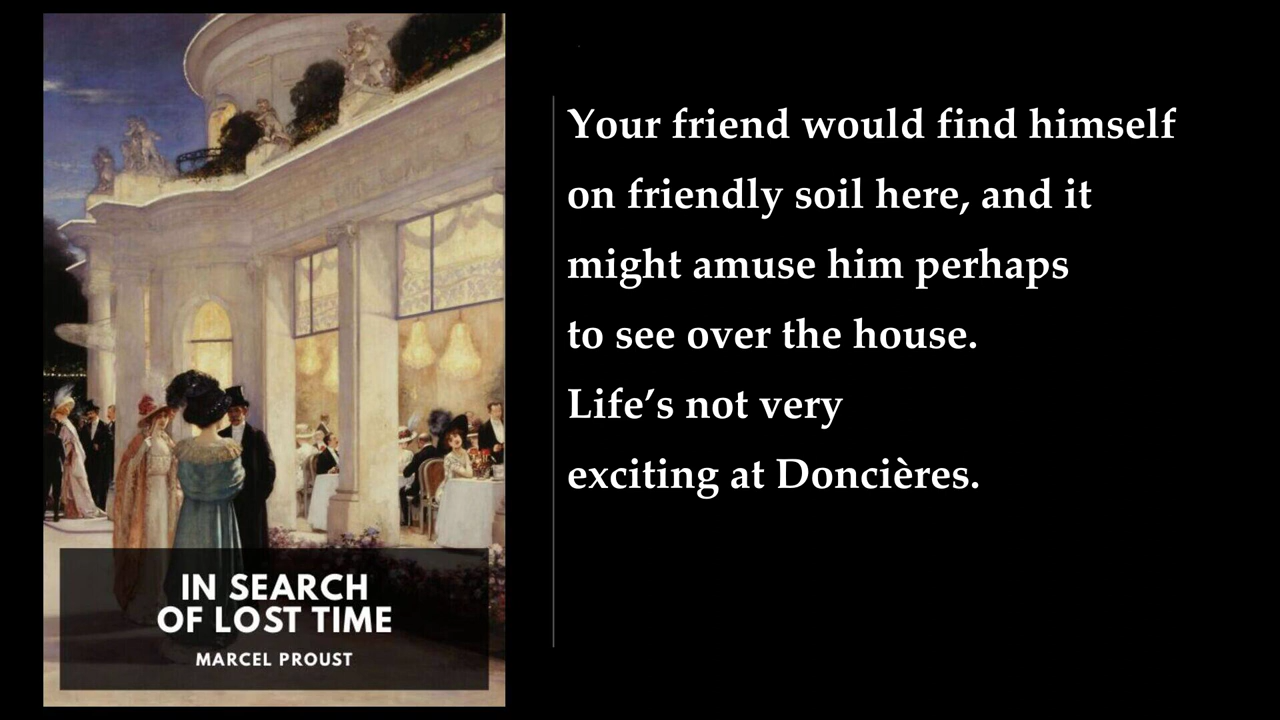 Your friend would find himself
on friendly soil here, and it
might amuse him perhaps
to see over the house.
Life’s not very
exciting at Doncières.
IN SEARCH
OF LOST TIME
MARCEL PROUST